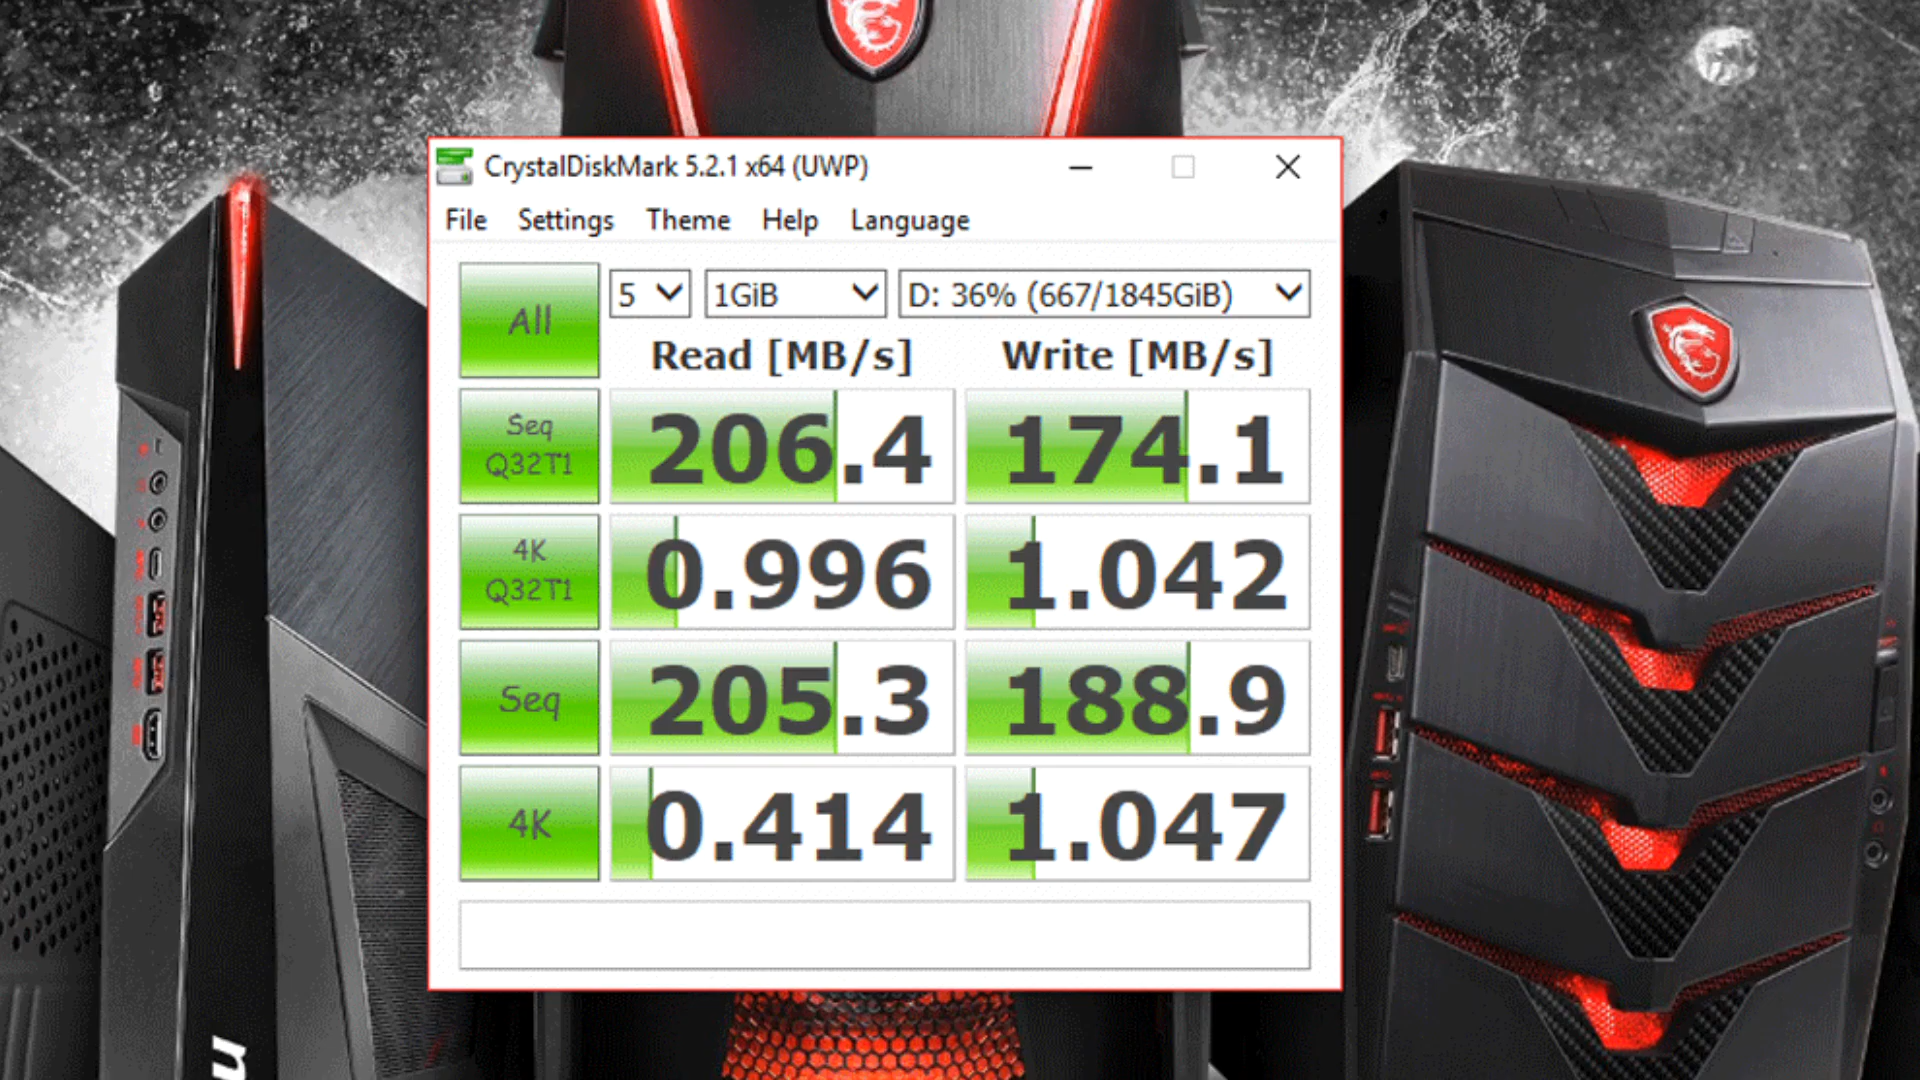 CrystalDiskMark 5.2.1 x64 (UWP)
File Settings Theme Help Language
All
5 1GiB D: 36% (667/1845GiB)
Read [MB/s] Write [MB/s]
Seq
Q32T1
206.4 174.1
4K
Q32T1
0.996 1.042
Seq 205.3 188.9
4K 0.414 1.047